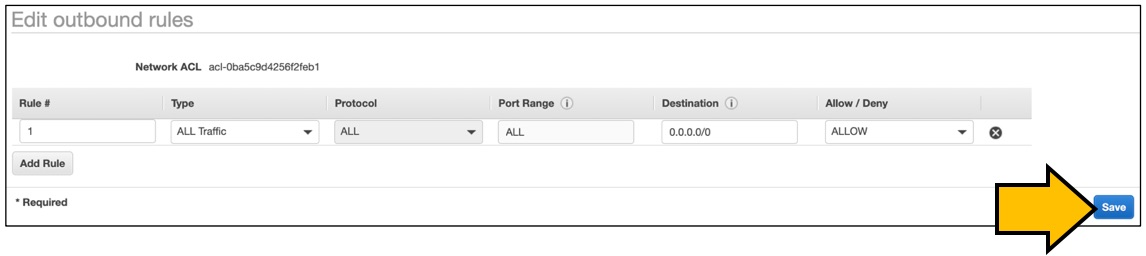 Edit outbound rules
Network ACL acl-0ba5c9d4256f2feb1
Rule # Type Protocol Port Range i Destination i Allow / Deny
1 ALL Traffic ALL ALL 0.0.0.0/0 ALLOW
Add Rule
* Required
Save